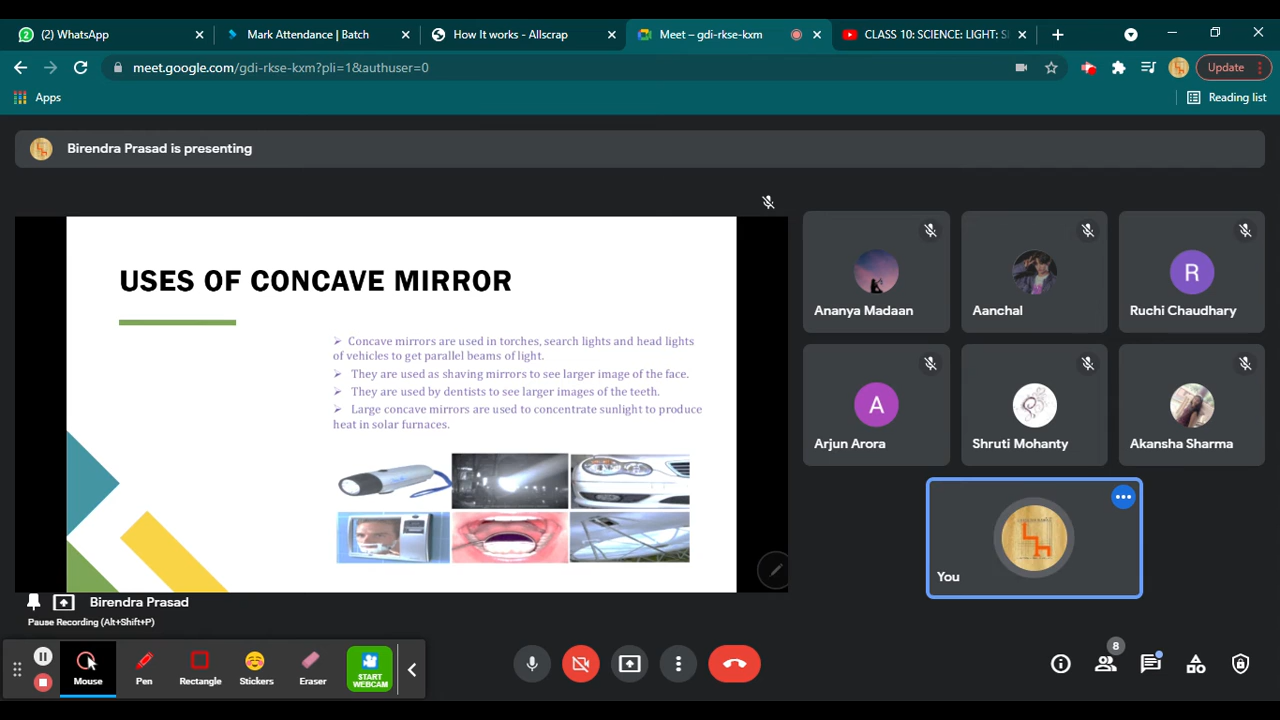 (2) WhatsApp
Mark Attendance | Batch
How It works - Allscrap
Meet – gdi-rkse-kxm
CLASS 10: SCIENCE: LIGHT: S
meet.google.com/gdi-rkse-kxm?pli=1&authuser=0
Update
Apps
Reading list
Birendra Prasad is presenting
USES OF CONCAVE MIRROR
Concave mirrors are used in torches, search lights and head lights
of vehicles to get parallel beams of light.
They are used as shaving mirrors to see larger image of the face.
They are used by dentists to see larger images of the teeth.
Large concave mirrors are used to concentrate sunlight to produce
heat in solar furnaces.
Ananya Madaan
Aanchal
R
Ruchi Chaudhary
A
Arjun Arora
Shruti Mohanty
Akansha Sharma
You
Birendra Prasad
Pause Recording (Alt+Shift+P)
Mouse
Pen
Rectangle
Stickers
Eraser
START
WEBCAM
8